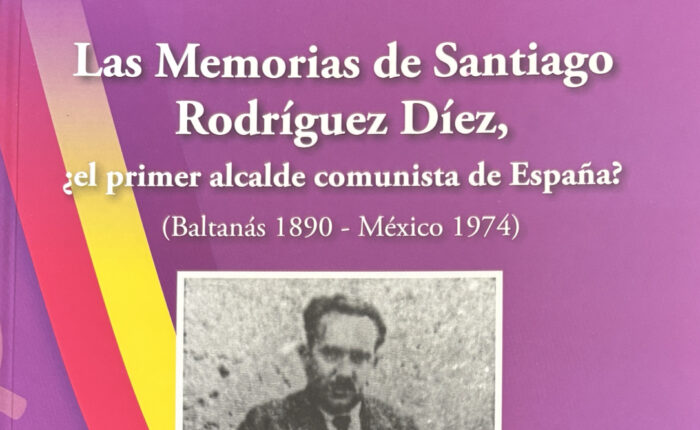 Las Memorias de Santiago
Rodríguez Díez,
¿el primer alcalde comunista de España?
(Baltanás 1890 - México 1974)